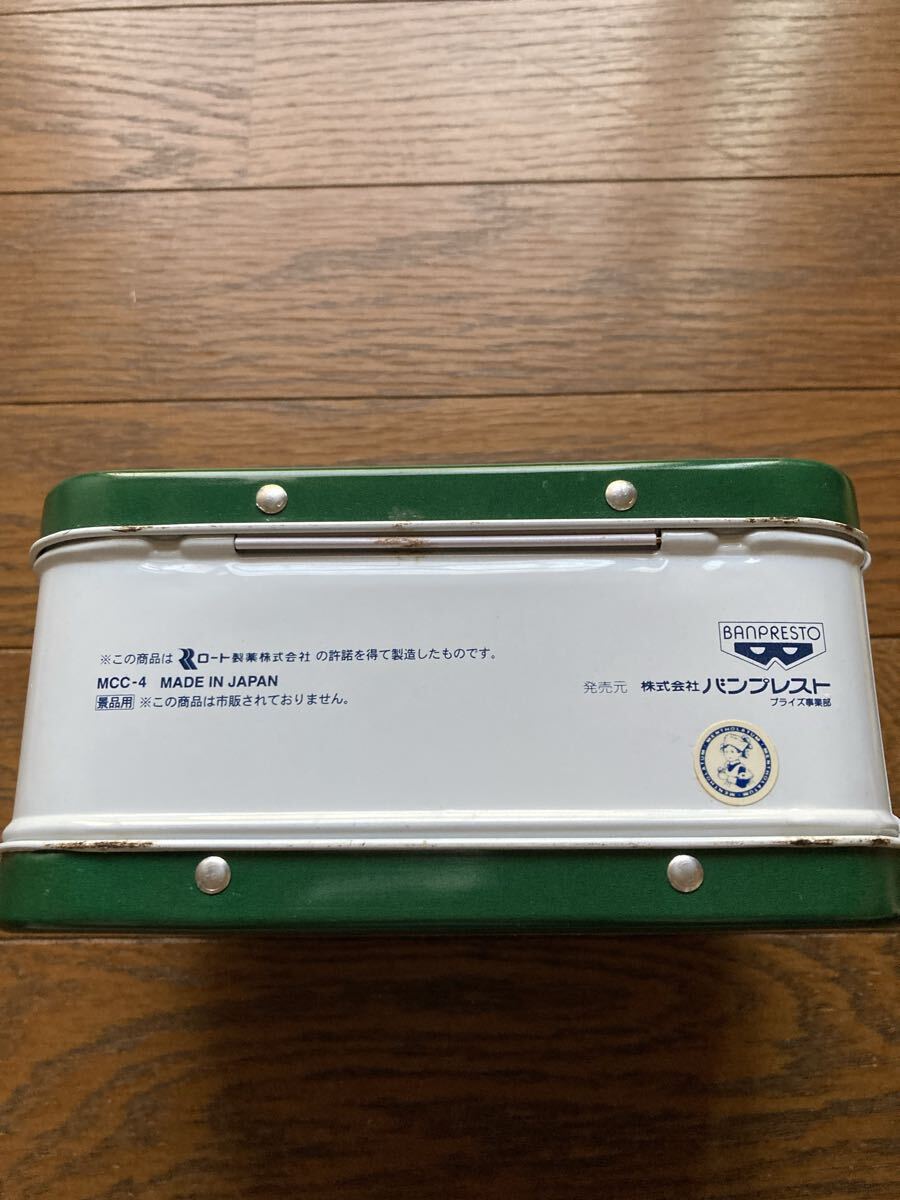 ※この商品は ロート製薬株式会社 の許諾を得て製造したものです。
MCC-4 MADE IN JAPAN
景品用 ※この商品は市販されておりません。
BANPRESTO
発売元 株式会社 バンプレスト
プライズ事業部
MENTHOLATUM・MENTHOLATUM・MENTHOLATUM・